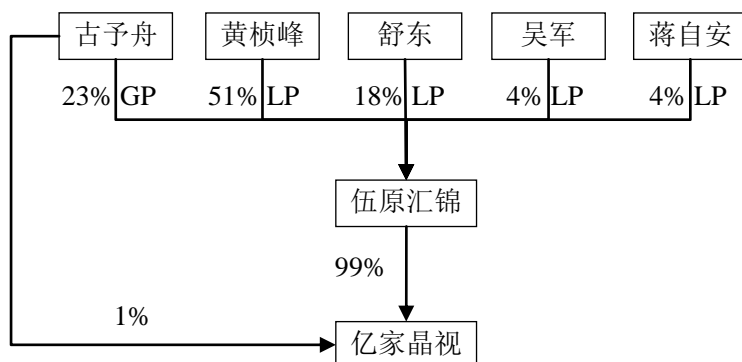 古予舟 黄桢峰 舒东 吴军 蒋自安
23% GP 51% LP 18% LP 4% LP 4% LP
伍原汇锦
99%
1%
亿家晶视